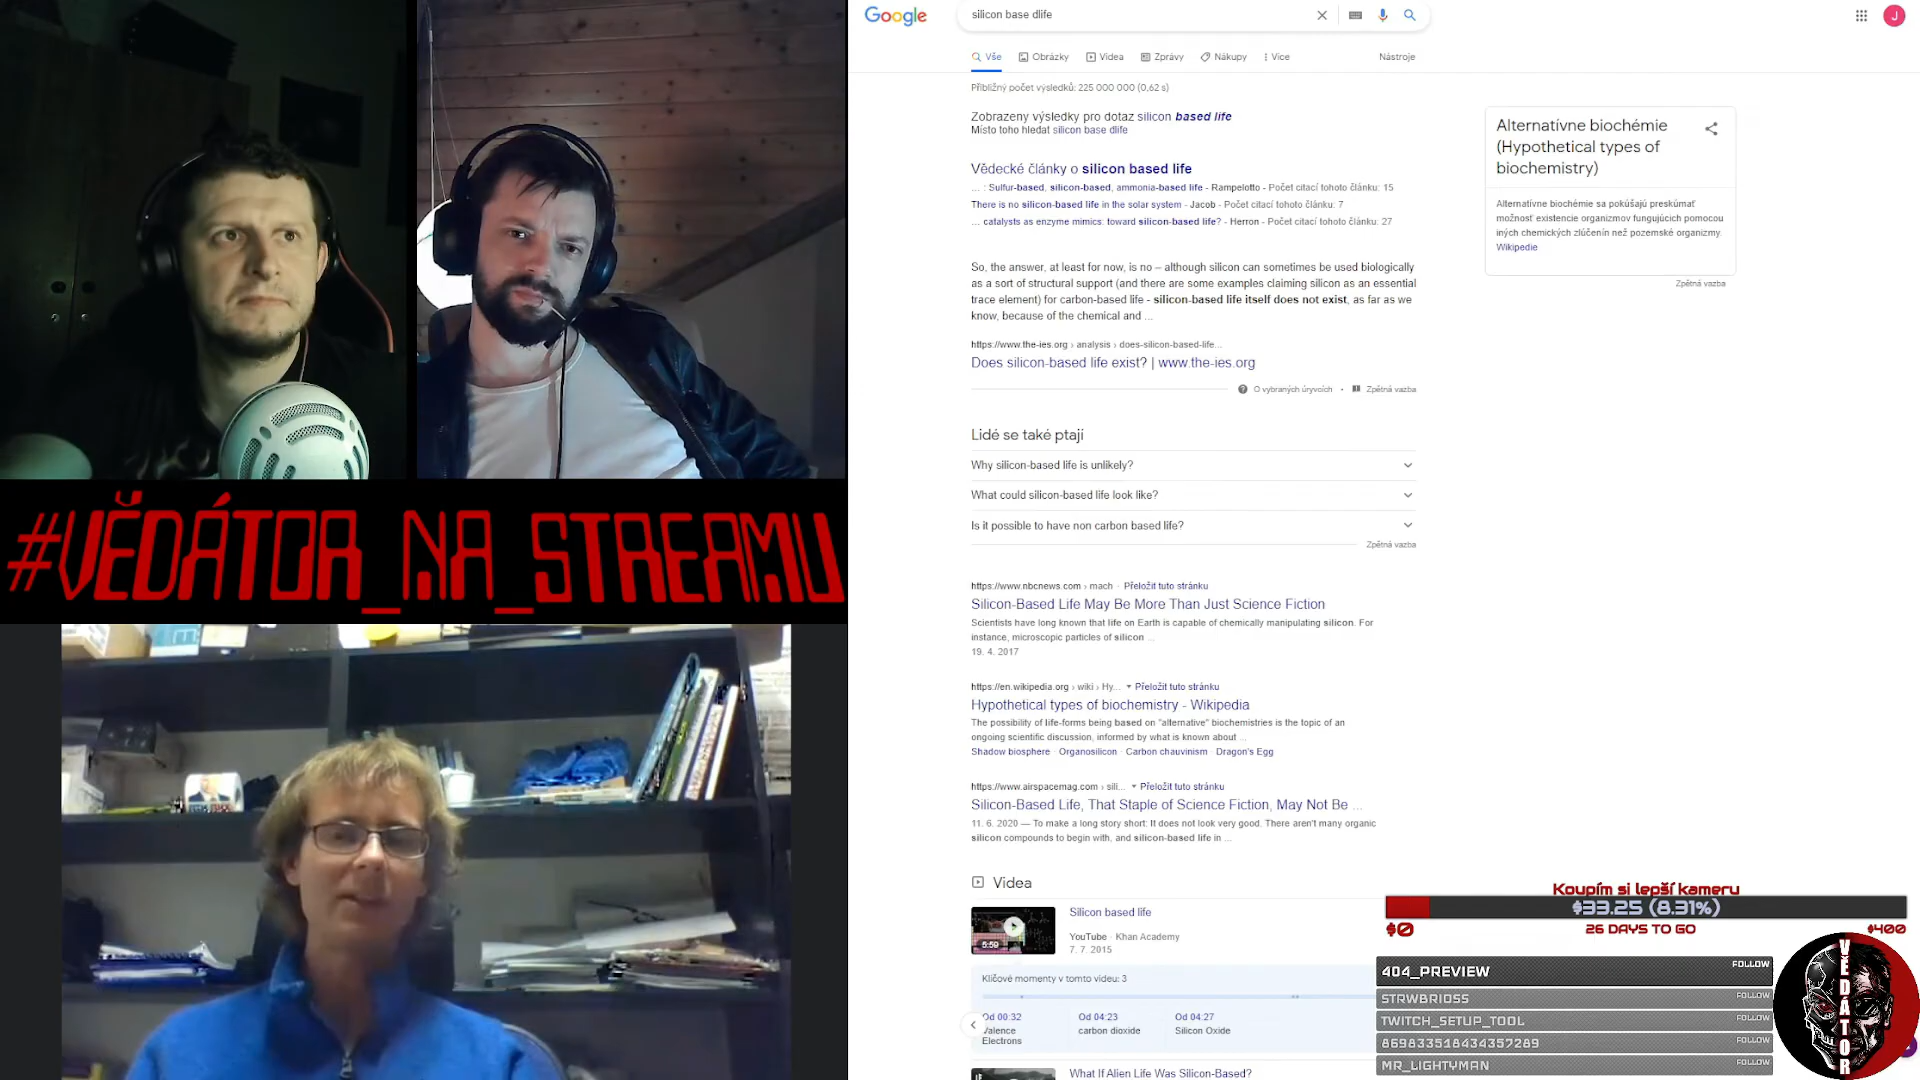 #VĚDÁTOR_NA_STREAMU
Google
silicon base dlife
J
Vše
Obrázky
Videa
Zprávy
Nákupy
Více
Nástroje
Přibližný počet výsledků: 225 000 000 (0,62 s)
Zobrazeny výsledky pro dotaz silicon based life
Místo toho hledat silicon base dlife
Vědecké články o silicon based life
... : Sulfur-based, silicon-based, ammonia-based life - Rampelotto - Počet citací tohoto článku: 15
There is no silicon-based life in the solar system - Jacob - Počet citací tohoto článku: 7
... catalysts as enzyme mimics: toward silicon-based life? - Herron - Počet citací tohoto článku: 27
So, the answer, at least for now, is no – although silicon can sometimes be used biologically
as a sort of structural support (and there are some examples claiming silicon as an essential
trace element) for carbon-based life - silicon-based life itself does not exist, as far as we
know, because of the chemical and ...
https://www.the-ies.org › analysis › does-silicon-based-life...
Does silicon-based life exist? | www.the-ies.org
O vybraných úryvcích • Zpětná vazba
Lidé se také ptají
Why silicon-based life is unlikely?
What could silicon-based life look like?
Is it possible to have non carbon based life?
Zpětná vazba
https://www.nbcnews.com › mach · Přeložit tuto stránku
Silicon-Based Life May Be More Than Just Science Fiction
Scientists have long known that life on Earth is capable of chemically manipulating silicon. For
instance, microscopic particles of silicon ...
19. 4. 2017
https://en.wikipedia.org › wiki › Hy... Přeložit tuto stránku
Hypothetical types of biochemistry - Wikipedia
The possibility of life-forms being based on "alternative" biochemistries is the topic of an
ongoing scientific discussion, informed by what is known about ...
Shadow biosphere · Organosilicon · Carbon chauvinism · Dragon's Egg
https://www.airspacemag.com › sili... Přeložit tuto stránku
Silicon-Based Life, That Staple of Science Fiction, May Not Be ...
11. 6. 2020 — To make a long story short: It does not look very good. There aren't many organic
silicon compounds to begin with, and silicon-based life in ...
Videa
5:59
Silicon based life
YouTube · Khan Academy
7. 7. 2015
Klíčové momenty v tomto videu: 3
Od 00:32
Valence
Electrons
Od 04:23
carbon dioxide
Od 04:27
Silicon Oxide
What If Alien Life Was Silicon-Based?
Alternatívne biochémie
(Hypothetical types of
biochemistry)
Alternatívne biochémie sa pokúšajú preskúmať
možnosť existencie organizmov fungujúcich pomocou
iných chemických zlúčenín než pozemské organizmy.
Wikipedie
Zpětná vazba
Koupím si lepší kameru
$33.25 (8.31%)
$0
26 DAYS TO GO
$400
404_PREVIEW FOLLOW
STRWBRIOSS FOLLOW
TWITCH_SETUP_TOOL FOLLOW
869833518434357289 FOLLOW
MR_LIGHTYMAN FOLLOW
VĚDÁTOR